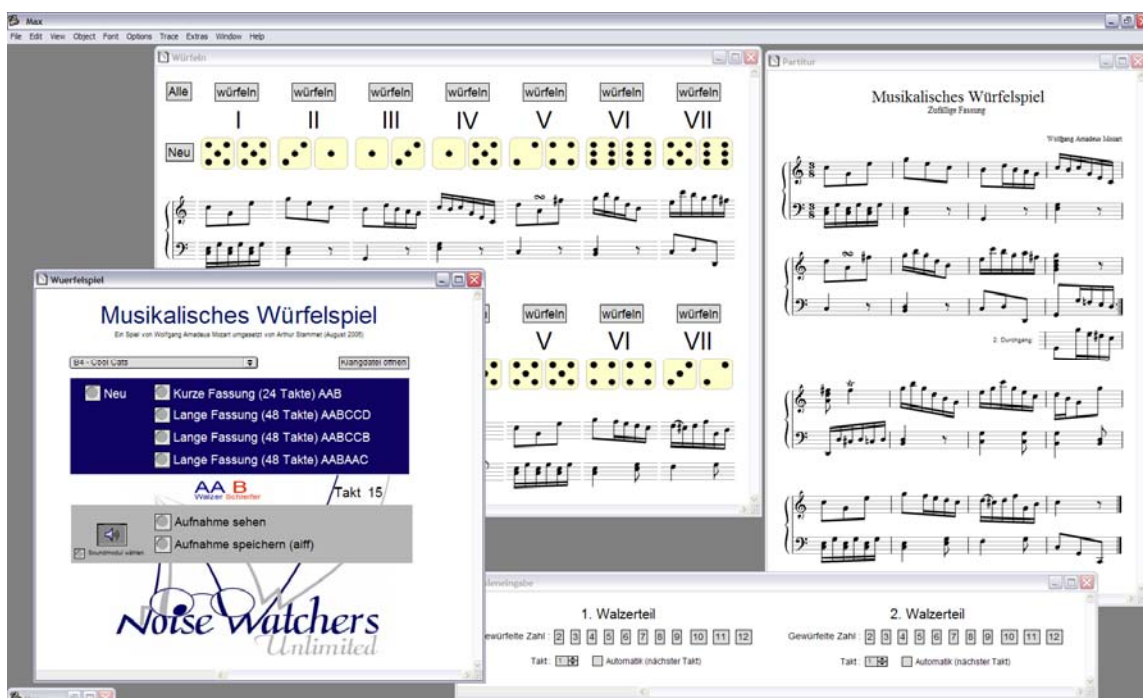 Max
File Edit View Object Font Options Trace Extras Window Help
Würfeln
Alle würfeln würfeln würfeln würfeln würfeln würfeln würfeln
I II III IV V VI VII
Neu
würfeln würfeln würfeln
V VI VII
Partitur
Musikalisches Würfelspiel
Zufällige Fassung
Wolfgang Amadeus Mozart
2. Durchgang:
Wuerfelspiel
Musikalisches Würfelspiel
Ein Spiel von Wolfgang Amadeus Mozart umgesetzt von Arthur Stammet (August 2006)
B4 - Cool Cats Klangdatei öffnen
Neu Kurze Fassung (24 Takte) AAB
Lange Fassung (48 Takte) AABCCD
Lange Fassung (48 Takte) AABCCB
Lange Fassung (48 Takte) AABAAC
AA B Takt 15
Walzer Schleifer
Aufnahme sehen
Aufnahme speichern (aiff)
Soundmodul wählen
Noise Watchers
Unlimited
1. Walzerteil 2. Walzerteil
Gewürfelte Zahl : 2 3 4 5 6 7 8 9 10 11 12 Gewürfelte Zahl : 2 3 4 5 6 7 8 9 10 11 12
Takt : 1 Automatik (nächster Takt) Takt : 1 Automatik (nächster Takt)